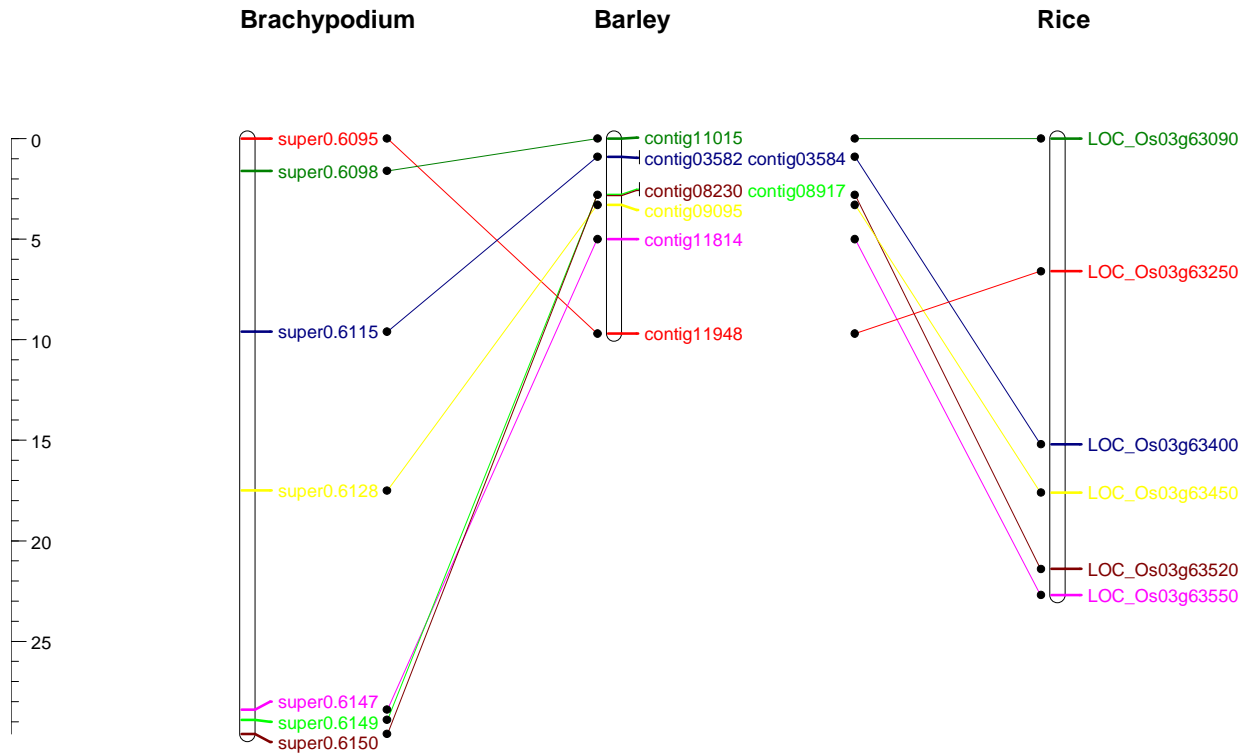 Brachypodium Barley Rice
0
5
10
15
20
25
super0.6095
super0.6098
super0.6115
super0.6128
super0.6147
super0.6149
super0.6150
contig11015
contig03582 contig03584
contig08230 contig08917
contig09095
contig11814
contig11948
LOC_Os03g63090
LOC_Os03g63250
LOC_Os03g63400
LOC_Os03g63450
LOC_Os03g63520
LOC_Os03g63550